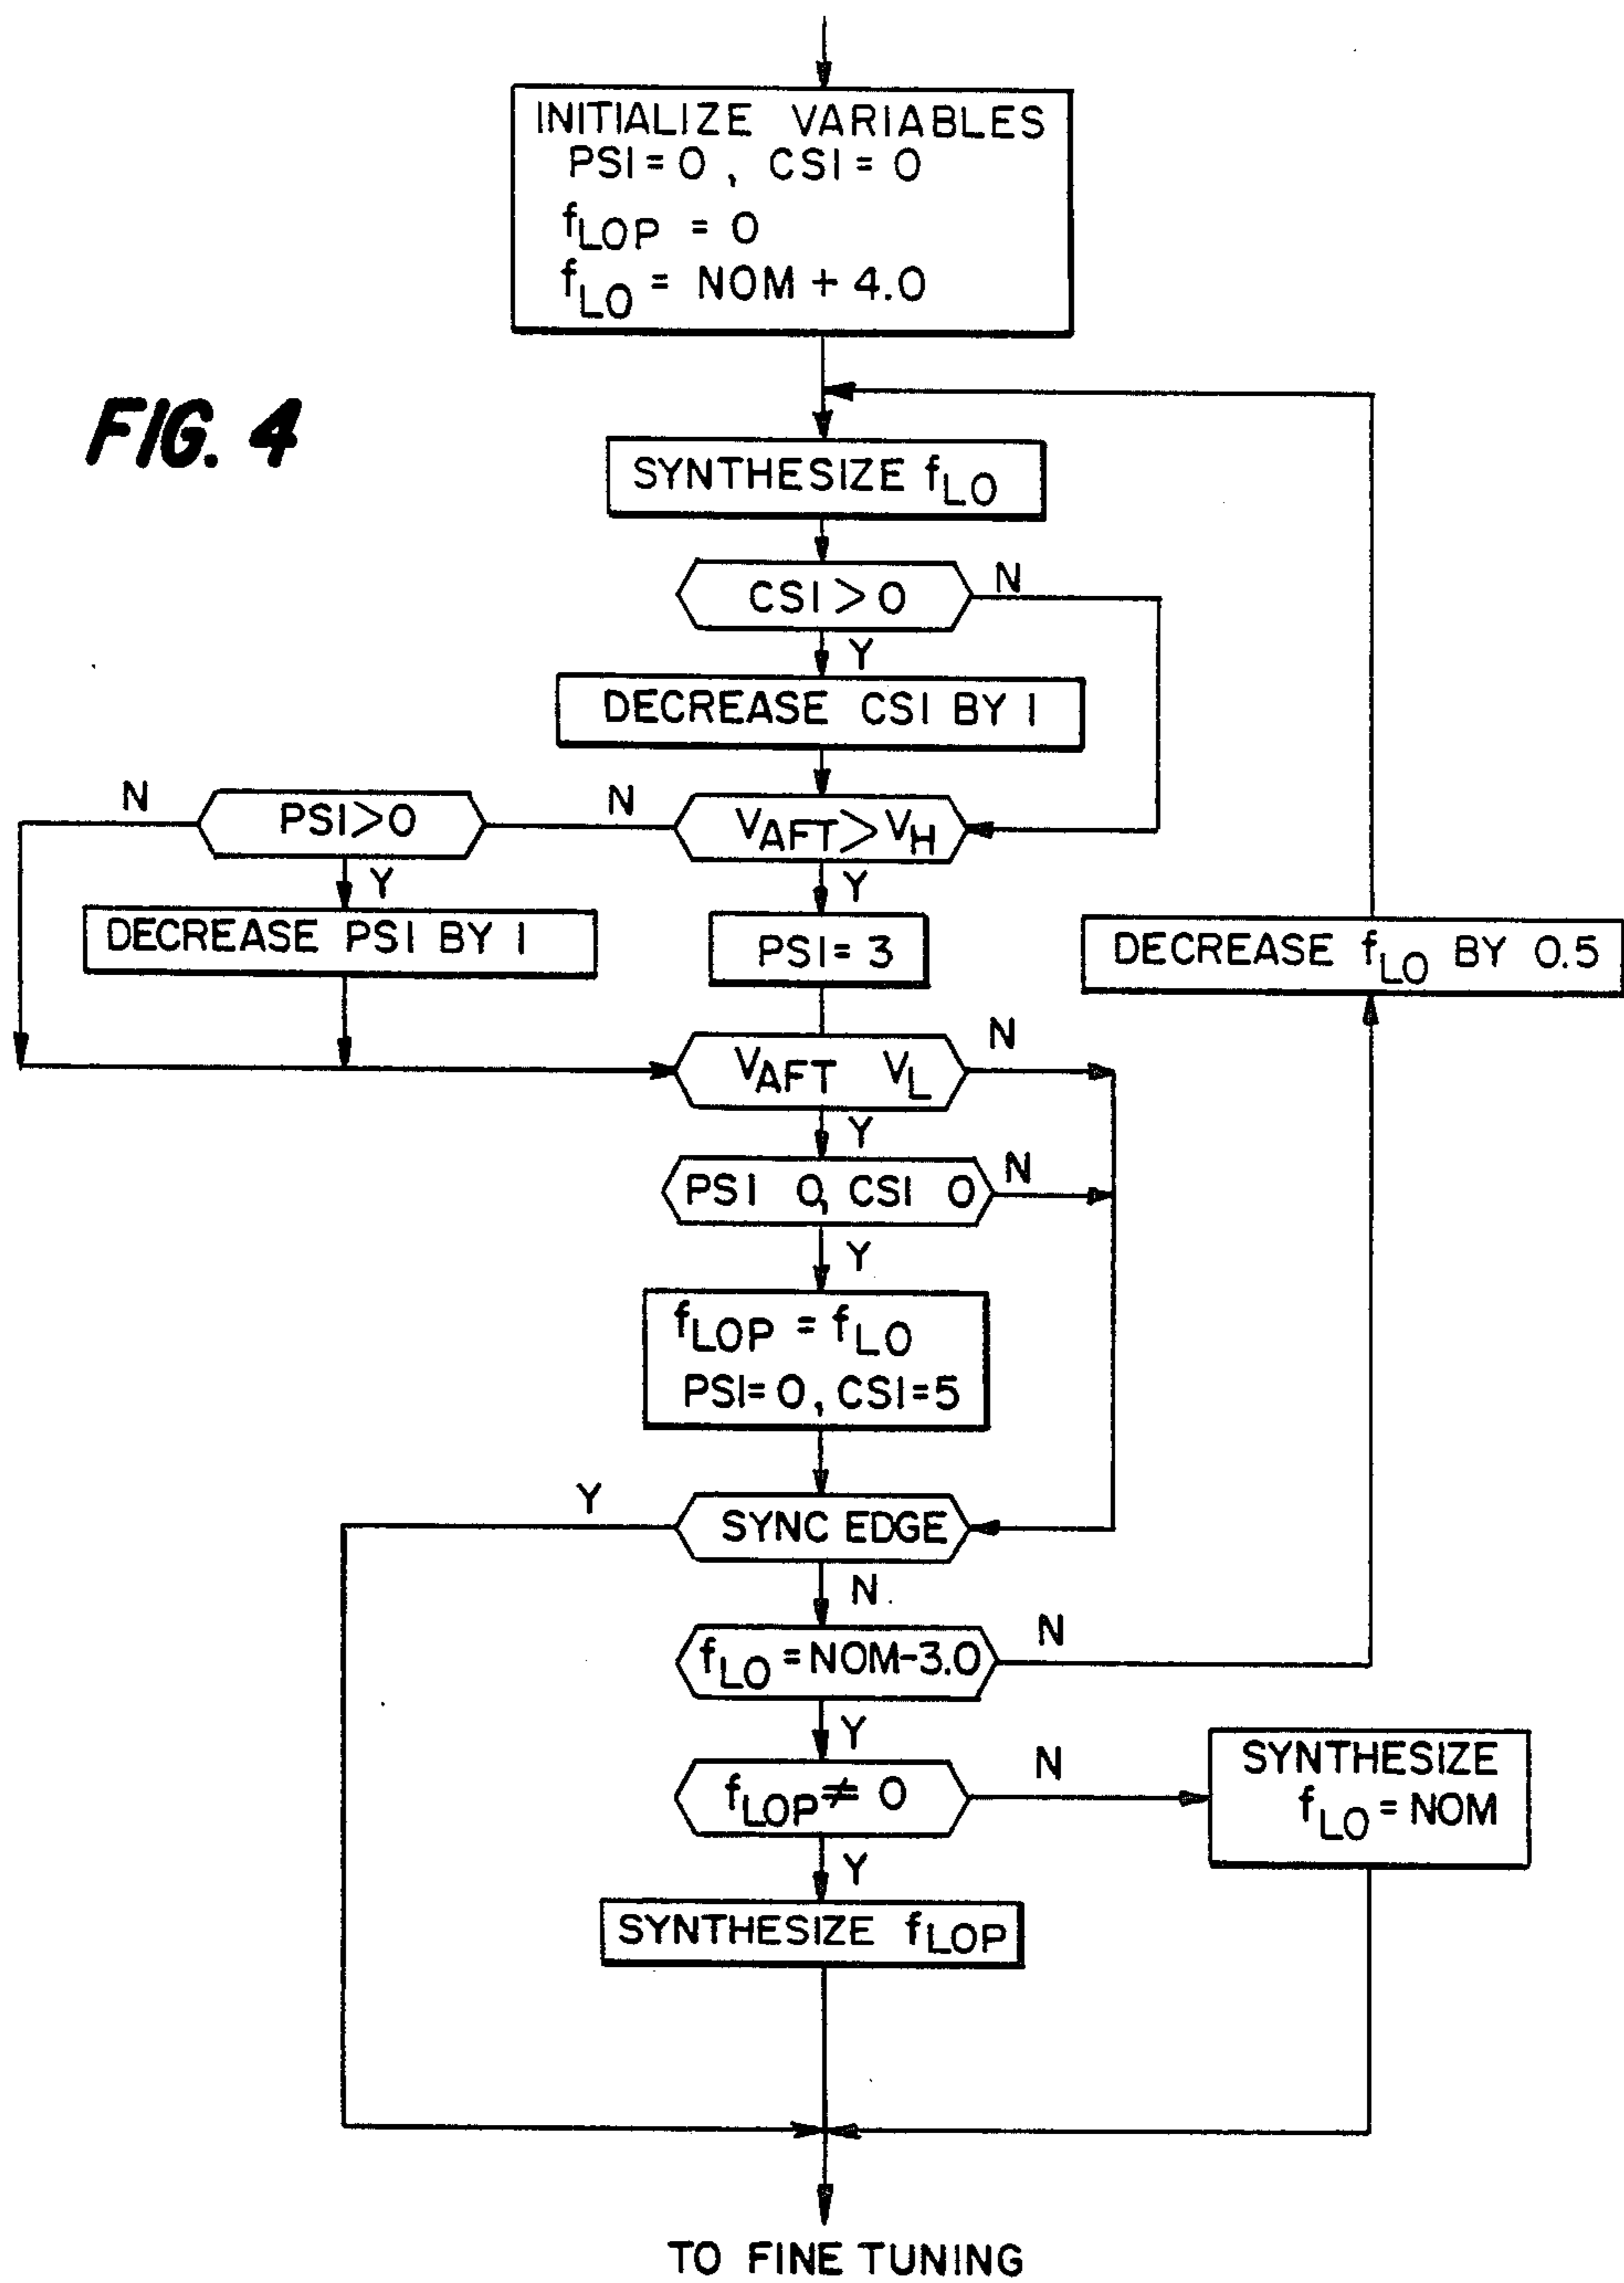 INITIALIZE VARIABLES
PSI = 0, CSI = 0
fLOP = 0
fLO = NOM + 4.0
FIG. 4
SYNTHESIZE fLO
CSI > 0
N
Y
DECREASE CSI BY 1
N
PSI>0
N
VAFT>VH
Y
Y
DECREASE PSI BY 1
PSI= 3
DECREASE fLO BY 0.5
VAFT VL
N
Y
PSI 0, CSI 0
N
Y
fLOP = fLO
PSI=0, CSI=5
Y
SYNC EDGE
N
fLO =NOM-3.0
N
Y
fLOP ≠ 0
N
SYNTHESIZE
fLO = NOM
Y
SYNTHESIZE fLOP
TO FINE TUNING